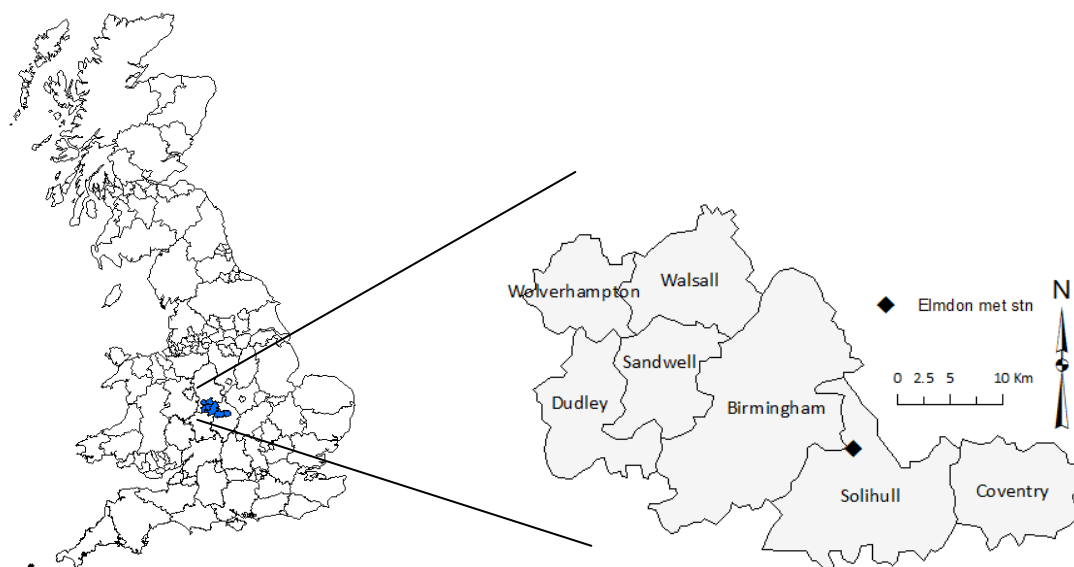 Wolverhampton
Walsall
Sandwell
Dudley
Birmingham
Solihull
Coventry
Elmdon met stn
N
0 2.5 5 10 Km